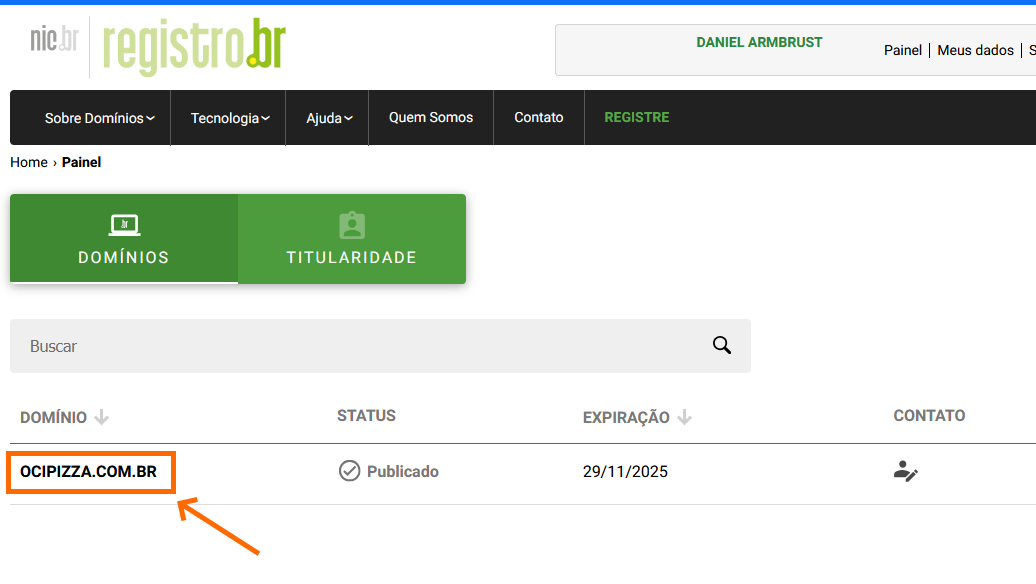 nic.br registro.br
DANIEL ARMBRUST
Painel | Meus dados | S
Sobre Domínios Tecnologia Ajuda Quem Somos Contato REGISTRE
Home › Painel
.br
DOMÍNIOS TITULARIDADE
Buscar
DOMÍNIO STATUS EXPIRAÇÃO CONTATO
OCIPIZZA.COM.BR Publicado 29/11/2025